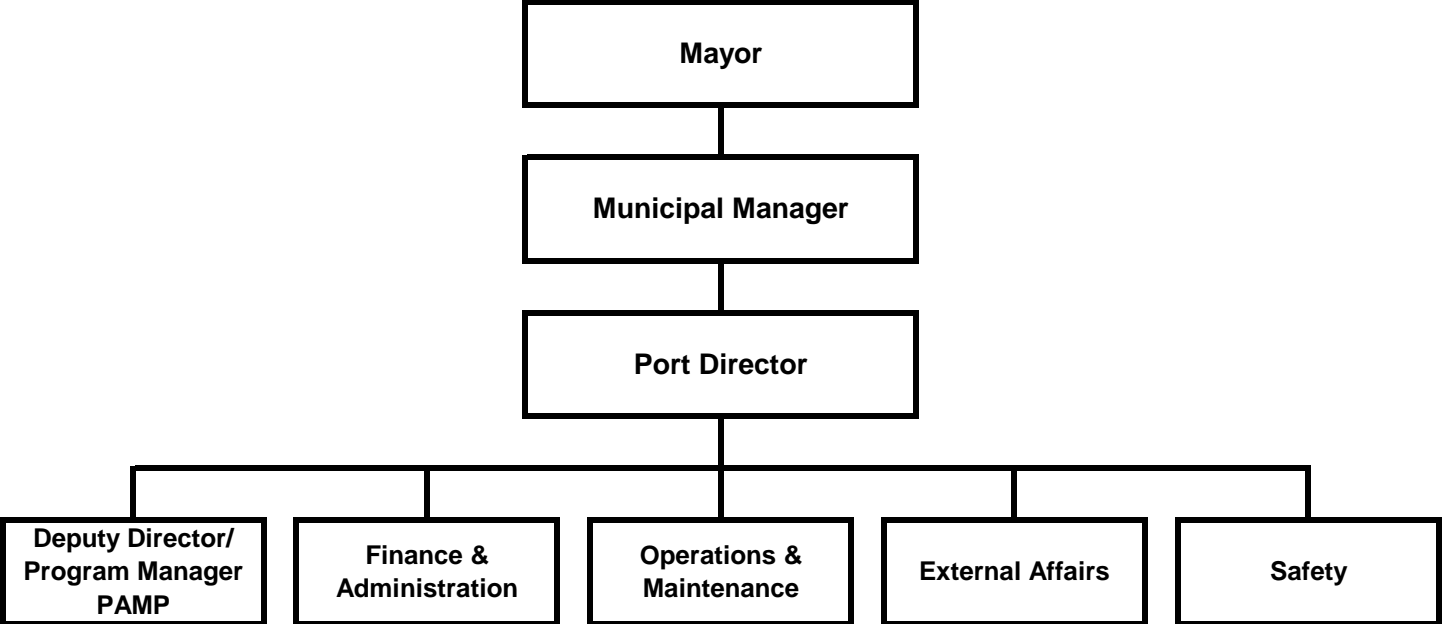 Mayor
Municipal Manager
Port Director
Deputy Director/
Program Manager
PAMP
Finance &
Administration
Operations &
Maintenance
External Affairs
Safety